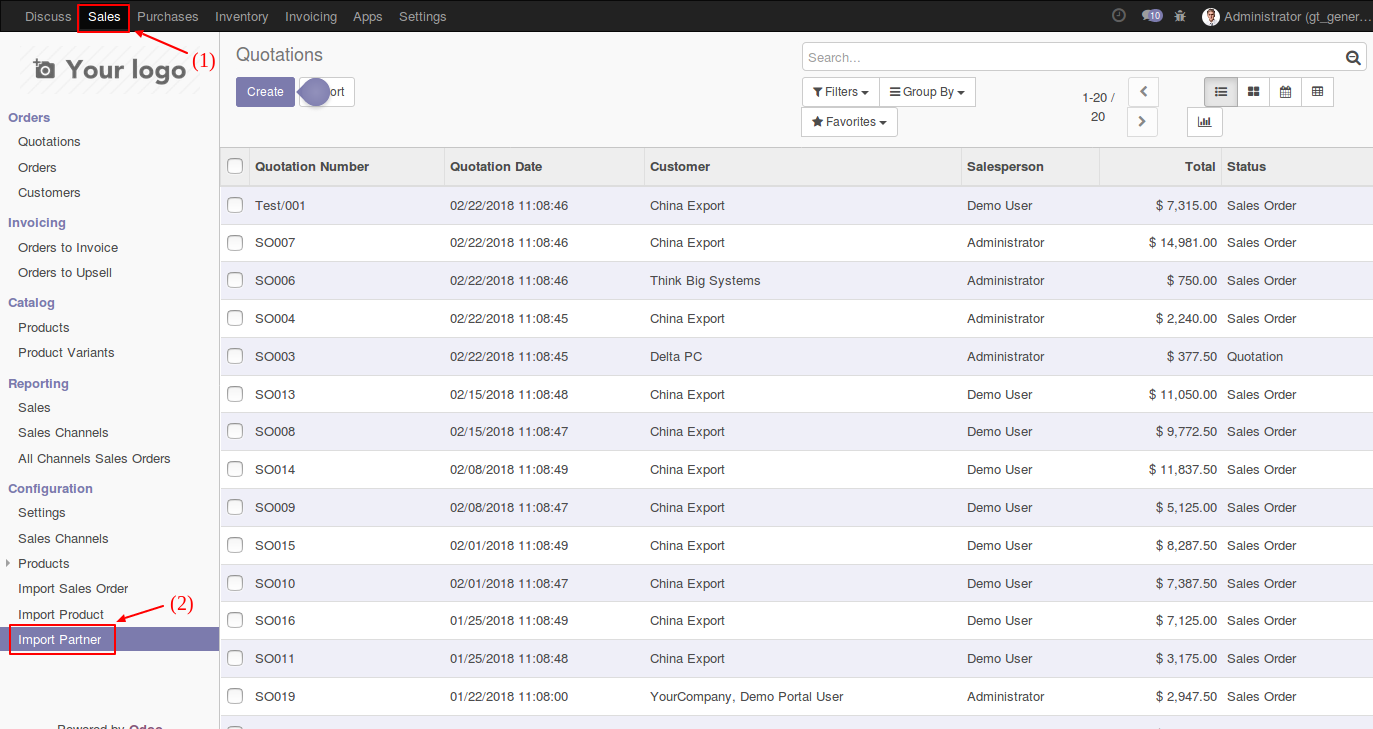 Discuss Sales Purchases Inventory Invoicing Apps Settings 10 Administrator (gt_gener...
(1)
Your logo
Orders
Quotations
Orders
Customers
Invoicing
Orders to Invoice
Orders to Upsell
Catalog
Products
Product Variants
Reporting
Sales
Sales Channels
All Channels Sales Orders
Configuration
Settings
Sales Channels
Products
Import Sales Order
Import Product
(2)
Import Partner
Powered by Odoo
Quotations
Search...
Create ort
Filters Group By
Favorites
1-20 /
20
Quotation Number Quotation Date Customer Salesperson Total Status
Test/001 02/22/2018 11:08:46 China Export Demo User $ 7,315.00 Sales Order
SO007 02/22/2018 11:08:46 China Export Administrator $ 14,981.00 Sales Order
SO006 02/22/2018 11:08:46 Think Big Systems Administrator $ 750.00 Sales Order
SO004 02/22/2018 11:08:45 China Export Administrator $ 2,240.00 Sales Order
SO003 02/22/2018 11:08:45 Delta PC Administrator $ 377.50 Quotation
SO013 02/15/2018 11:08:48 China Export Demo User $ 11,050.00 Sales Order
SO008 02/15/2018 11:08:47 China Export Demo User $ 9,772.50 Sales Order
SO014 02/08/2018 11:08:49 China Export Demo User $ 11,837.50 Sales Order
SO009 02/08/2018 11:08:47 China Export Demo User $ 5,125.00 Sales Order
SO015 02/01/2018 11:08:49 China Export Demo User $ 8,287.50 Sales Order
SO010 02/01/2018 11:08:47 China Export Demo User $ 7,387.50 Sales Order
SO016 01/25/2018 11:08:49 China Export Demo User $ 7,125.00 Sales Order
SO011 01/25/2018 11:08:48 China Export Demo User $ 3,175.00 Sales Order
SO019 01/22/2018 11:08:00 YourCompany, Demo Portal User Administrator $ 2,947.50 Sales Order